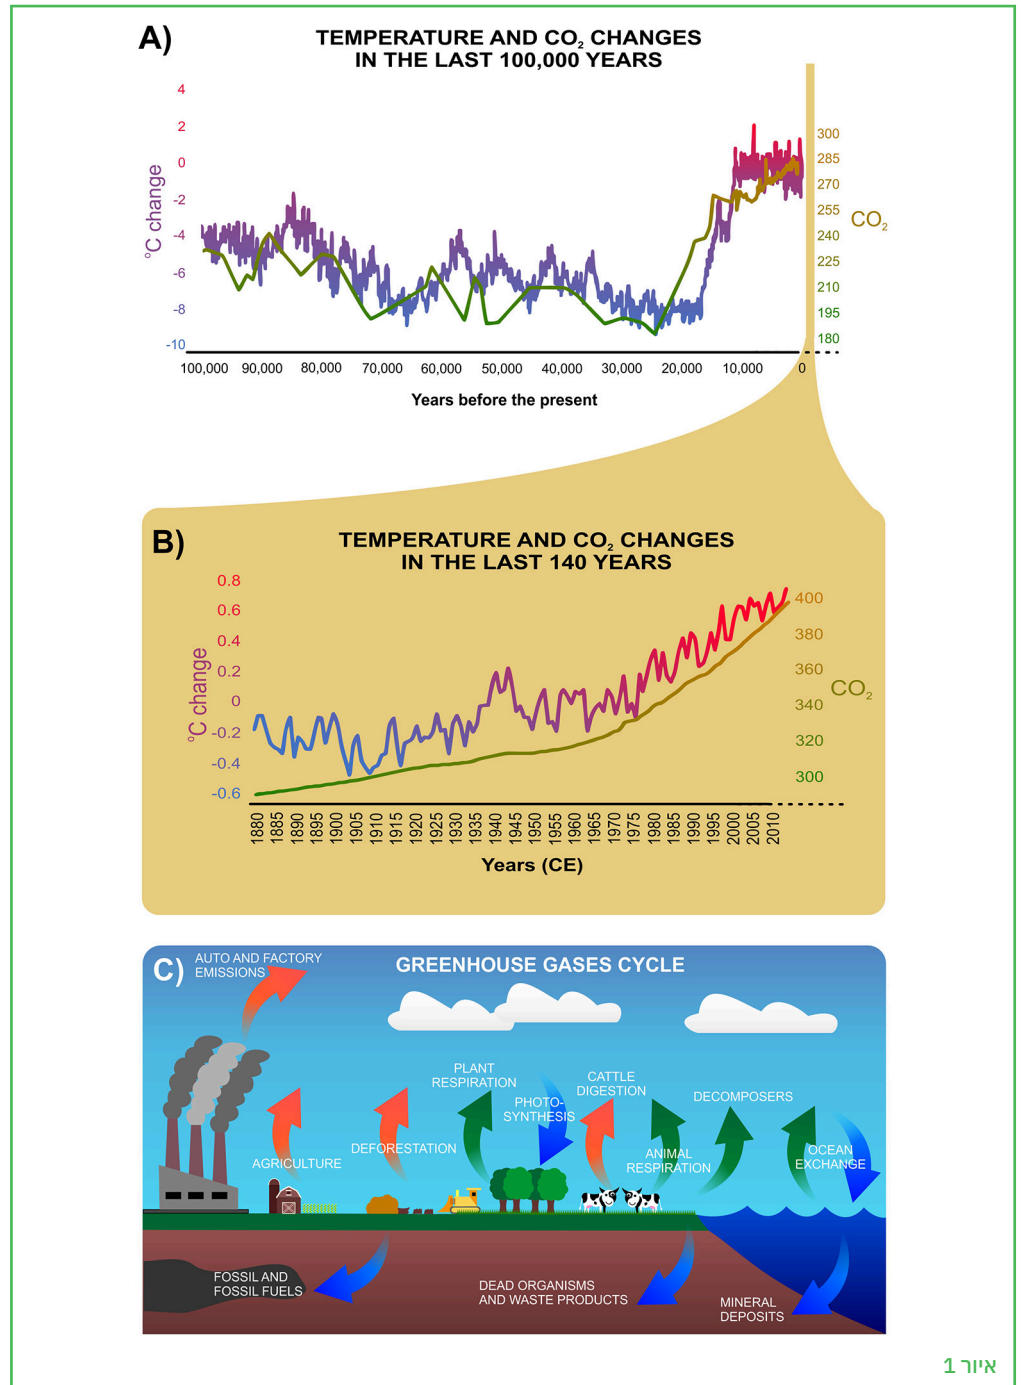 A)
TEMPERATURE AND CO₂ CHANGES
IN THE LAST 100,000 YEARS
4
2
0
-2
-4
-6
-8
-10
°C change
300
285
270
255
240
225
210
195
180
CO₂
100,000 90,000 80,000 70,000 60,000 50,000 40,000 30,000 20,000 10,000 0
Years before the present
B)
TEMPERATURE AND CO₂ CHANGES
IN THE LAST 140 YEARS
0.8
0.6
0.4
0.2
0
-0.2
-0.4
-0.6
°C change
400
380
360
340
320
300
CO₂
1880 1885 1890 1895 1900 1905 1910 1915 1920 1925 1930 1935 1940 1945 1950 1955 1960 1965 1970 1975 1980 1985 1990 1995 2000 2005 2010
Years (CE)
C)
GREENHOUSE GASES CYCLE
AUTO AND FACTORY
EMISSIONS
AGRICULTURE
DEFORESTATION
PLANT
RESPIRATION
PHOTO-
SYNTHESIS
CATTLE
DIGESTION
ANIMAL
RESPIRATION
DECOMPOSERS
OCEAN
EXCHANGE
FOSSIL AND
FOSSIL FUELS
DEAD ORGANISMS
AND WASTE PRODUCTS
MINERAL
DEPOSITS
איור 1